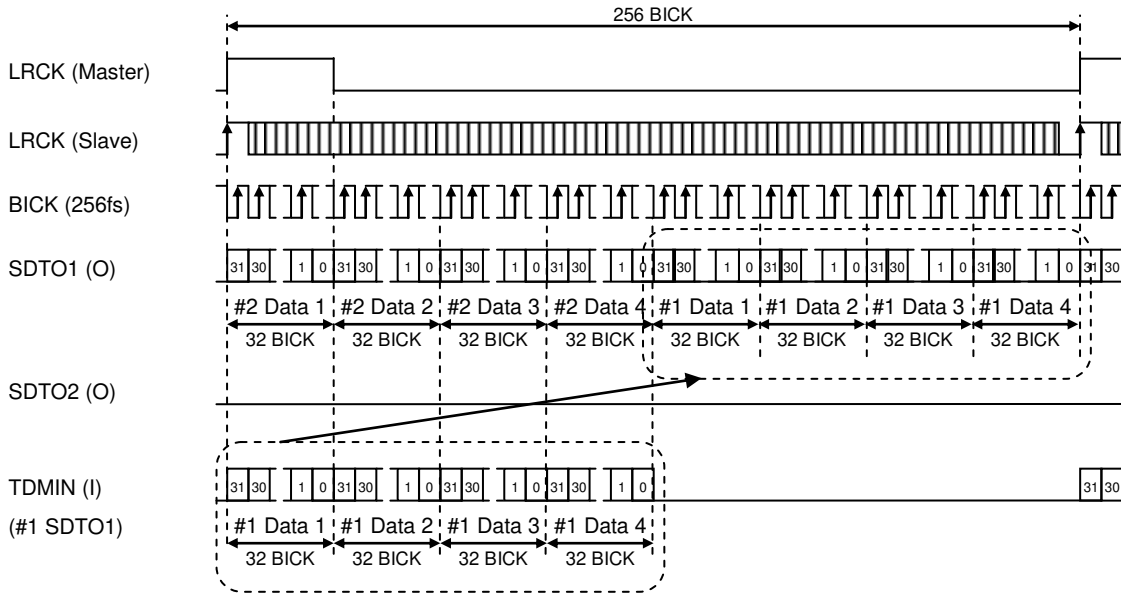 256 BICK
LRCK (Master)
LRCK (Slave)
BICK (256fs)
SDTO1 (O) 31 30 1 0 31 30 1 0 31 30 1 0 31 30 1 0 31 30 1 0 31 30 1 0 31 30 1 0 31 30 1 0 31 30
#2 Data 1 #2 Data 2 #2 Data 3 #2 Data 4 #1 Data 1 #1 Data 2 #1 Data 3 #1 Data 4
32 BICK 32 BICK 32 BICK 32 BICK 32 BICK 32 BICK 32 BICK 32 BICK
SDTO2 (O)
TDMIN (I) 31 30 1 0 31 30 1 0 31 30 1 0 31 30 1 0 31 30
(#1 SDTO1) #1 Data 1 #1 Data 2 #1 Data 3 #1 Data 4
32 BICK 32 BICK 32 BICK 32 BICK